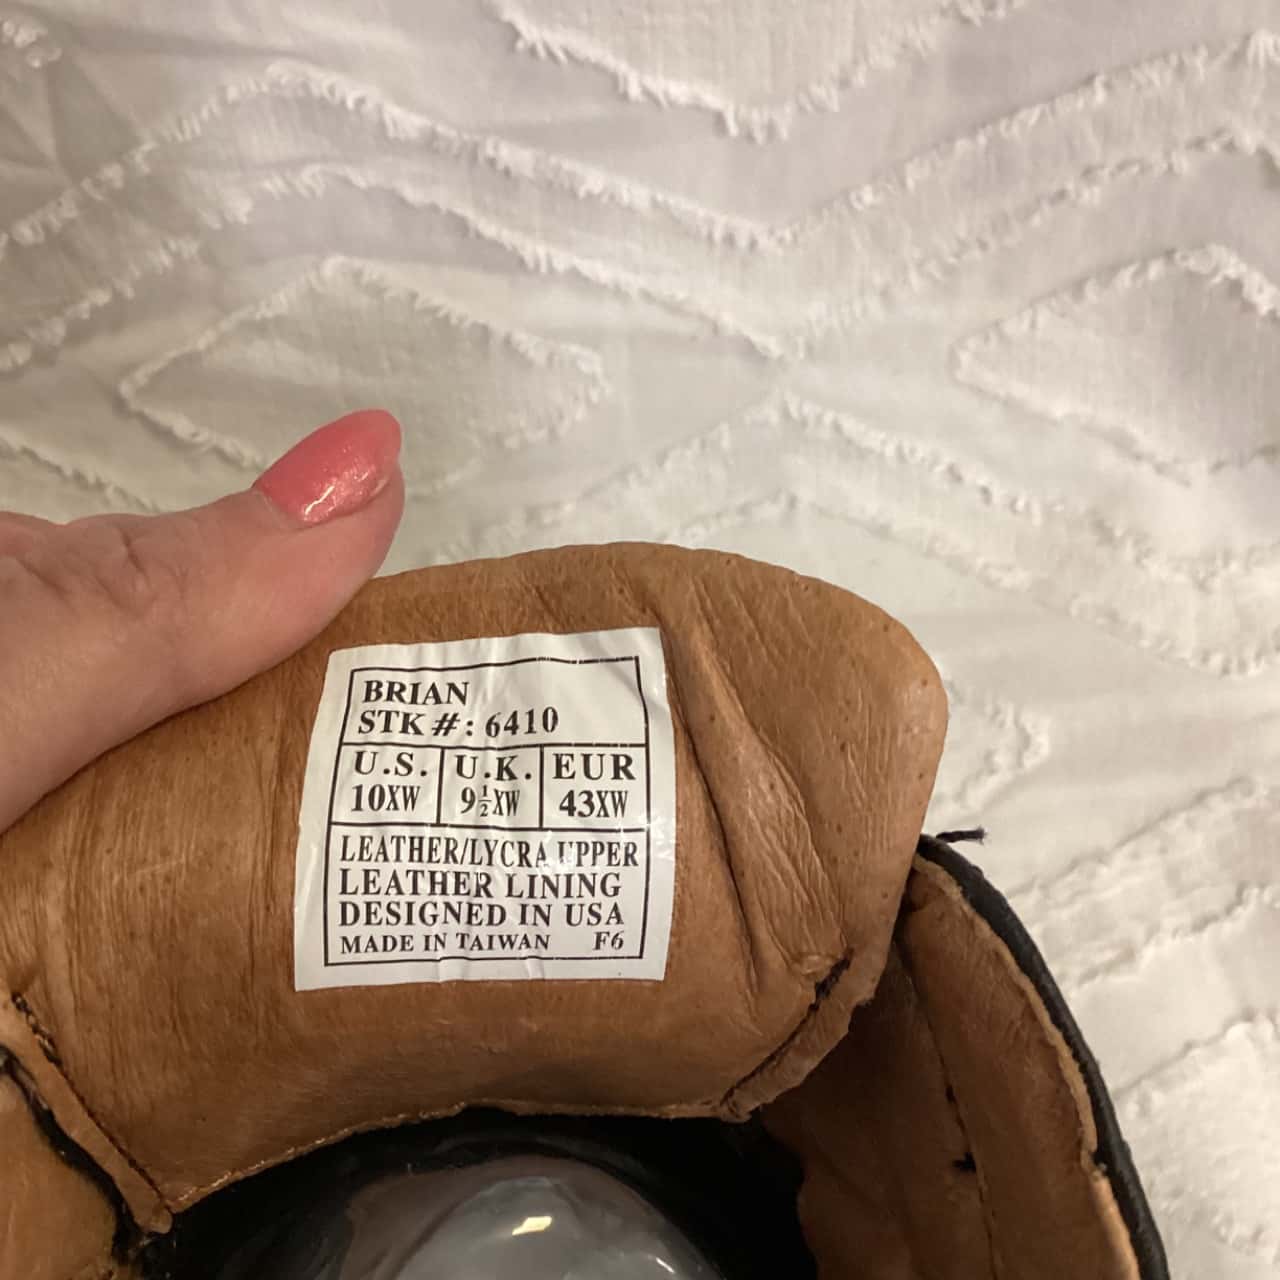 BRIAN
STK #: 6410
U.S. U.K. EUR
10XW 9½XW 43XW
LEATHER/LYCRA UPPER
LEATHER LINING
DESIGNED IN USA
MADE IN TAIWAN F6